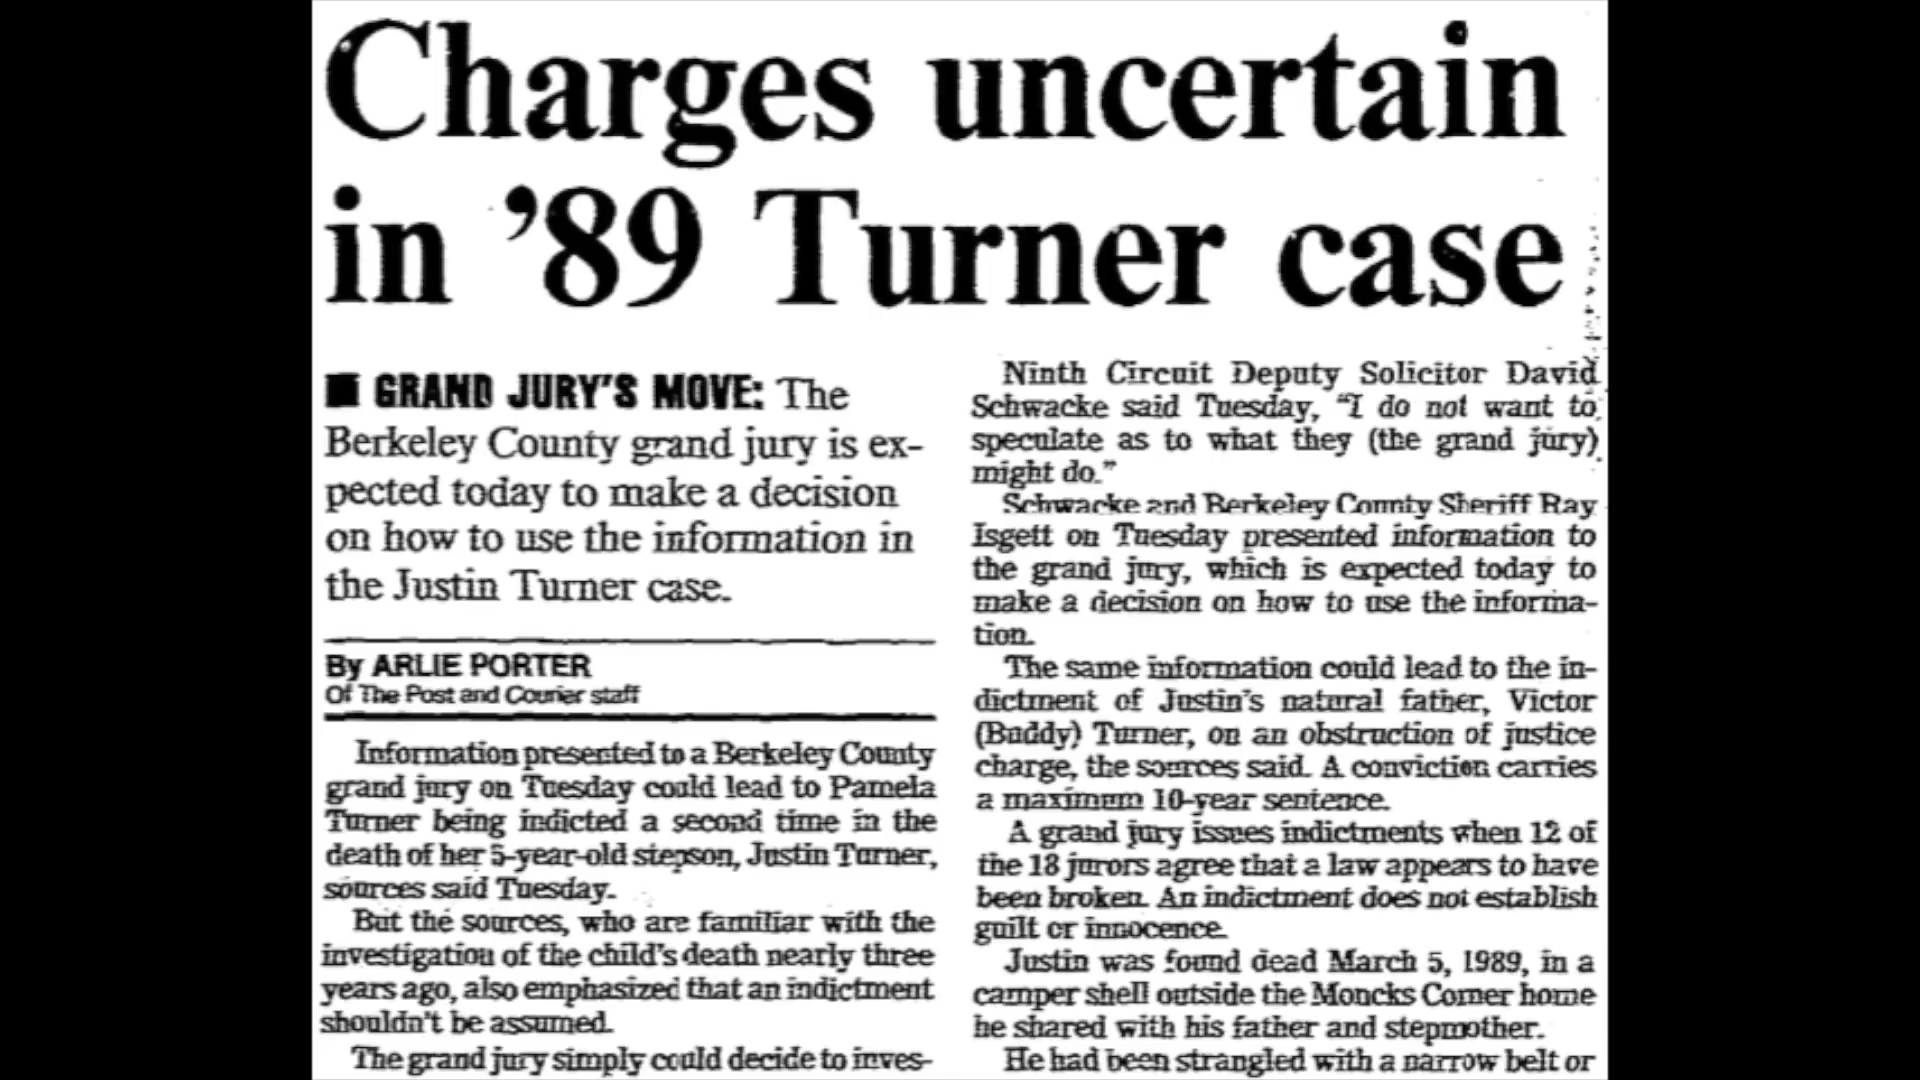 Charges uncertain
in ’89 Turner case
■ GRAND JURY’S MOVE: The
Berkeley County grand jury is ex-
pected today to make a decision
on how to use the information in
the Justin Turner case.
By ARLIE PORTER
Of The Post and Courier staff
Information presented to a Berkeley County
grand jury on Tuesday could lead to Pamela
Turner being indicted a second time in the
death of her 5-year-old stepson, Justin Turner,
sources said Tuesday.
But the sources, who are familiar with the
investigation of the child’s death nearly three
years ago, also emphasized that an indictment
shouldn’t be assumed.
The grand jury simply could decide to inves-
Ninth Circuit Deputy Solicitor David
Schwacke said Tuesday, “I do not want to
speculate as to what they (the grand jury)
might do.”
Schwacke and Berkeley County Sheriff Ray
Isgett on Tuesday presented information to
the grand jury, which is expected today to
make a decision on how to use the informa-
tion.
The same information could lead to the in-
dictment of Justin’s natural father, Victor
(Buddy) Turner, on an obstruction of justice
charge, the sources said. A conviction carries
a maximum 10-year sentence.
A grand jury issues indictments when 12 of
the 18 jurors agree that a law appears to have
been broken. An indictment does not establish
guilt or innocence.
Justin was found dead March 5, 1989, in a
camper shell outside the Moncks Corner home
he shared with his father and stepmother.
He had been strangled with a narrow belt or